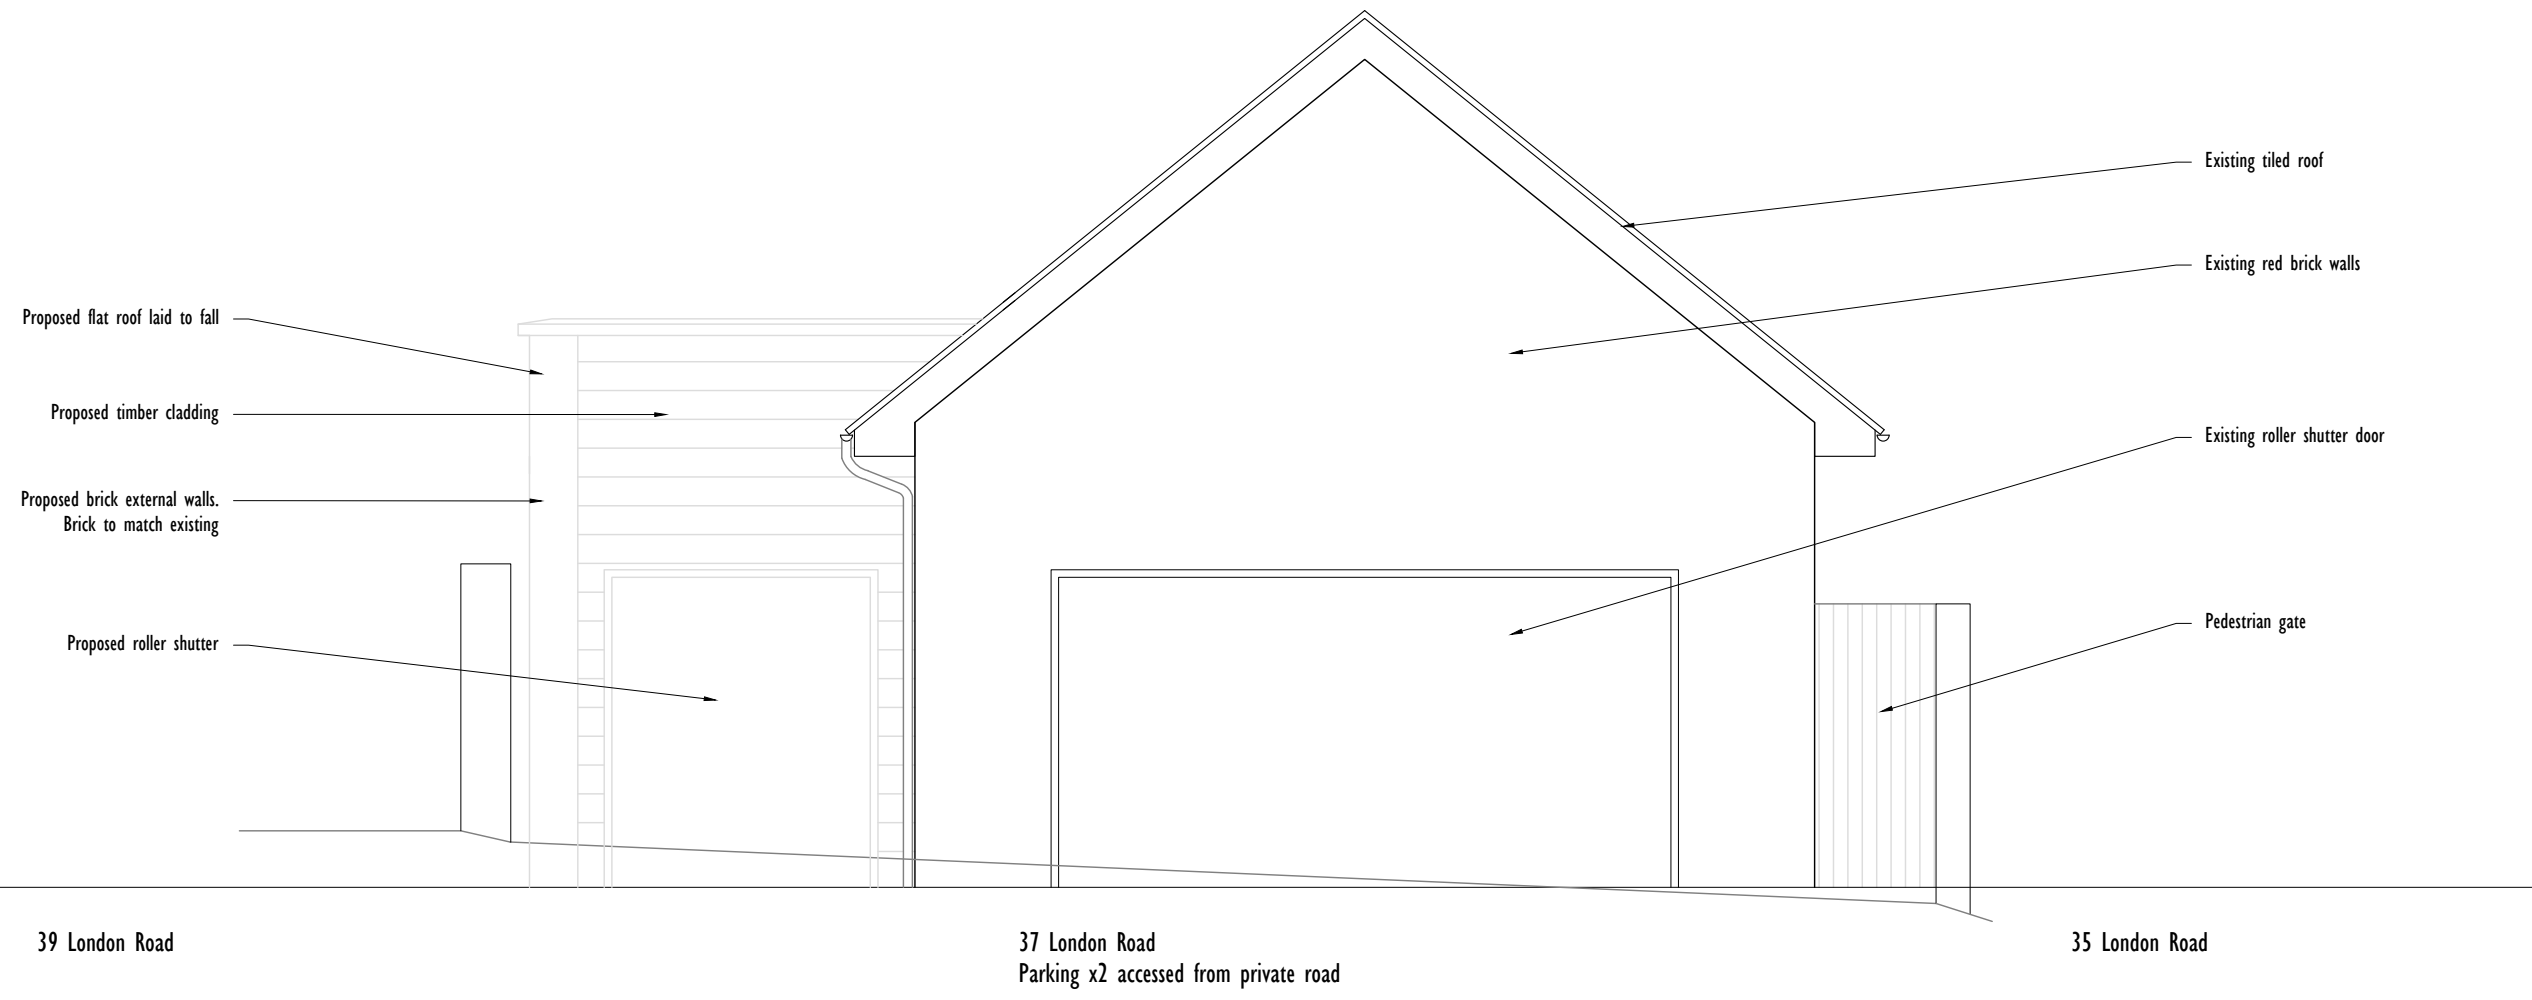 Existing tiled roof
Existing red brick walls
Proposed flat roof laid to fall
Proposed timber cladding
Existing roller shutter door
Proposed brick external walls.
Brick to match existing
Pedestrian gate
Proposed roller shutter
39 London Road
37 London Road
Parking x2 accessed from private road
35 London Road